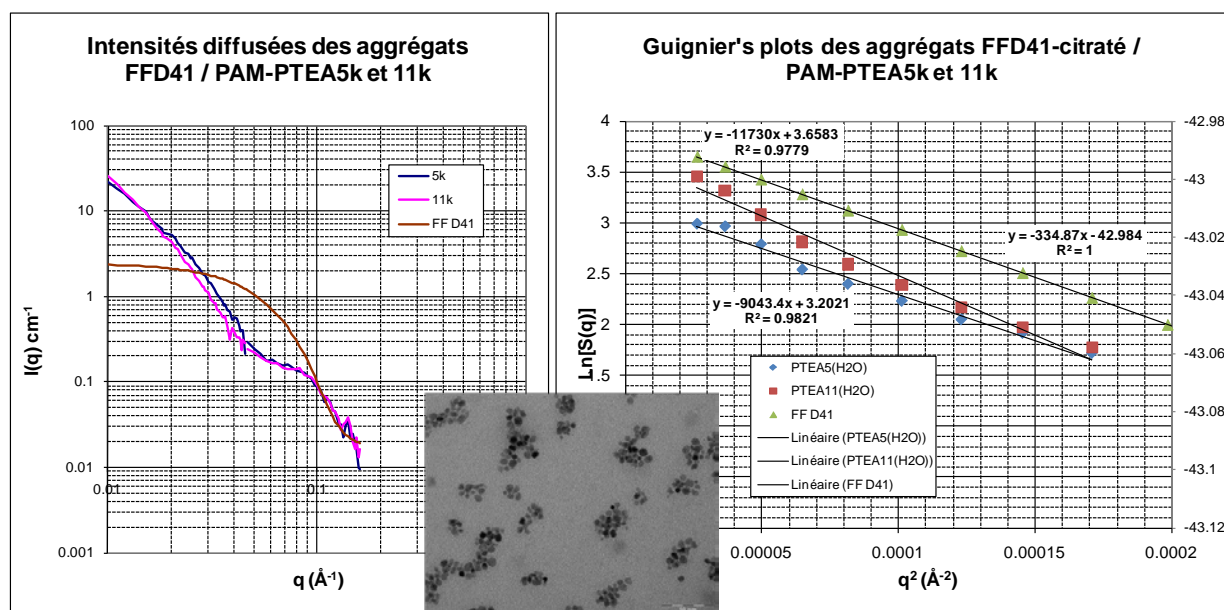 Intensités diffusées des aggrégats
FFD41 / PAM-PTEA5k et 11k
I(q) cm-1
100
10
1
0.1
0.01
0.001
0.01
0.1
q (Å-1)
5k
11k
FF D41
Guignier's plots des aggrégats FFD41-citraté /
PAM-PTEA5k et 11k
Ln[S(q)]
4
3.5
3
2.5
2
1.5
y = -11730x + 3.6583
R² = 0.9779
y = -334.87x - 42.984
R² = 1
y = -9043.4x + 3.2021
R² = 0.9821
PTEA5(H2O)
PTEA11(H2O)
FF D41
Linéaire (PTEA5(H2O))
Linéaire (PTEA11(H2O))
Linéaire (FF D41)
-42.98
-43
-43.02
-43.04
-43.06
-43.08
-43.1
-43.12
0.00005
0.0001
0.00015
0.0002
q2 (Å-2)